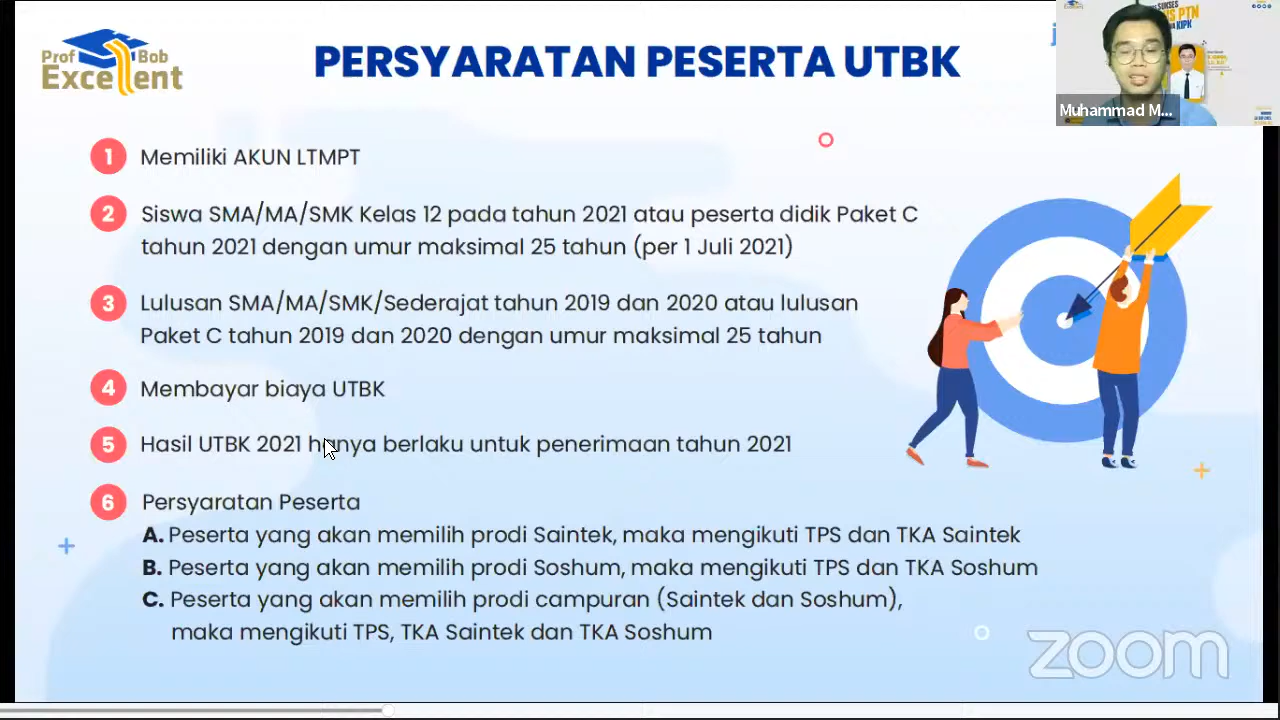 Prof Bob
Excellent
PERSYARATAN PESERTA UTBK
PTN
KIPK
Muhammad M...
1 Memiliki AKUN LTMPT
2 Siswa SMA/MA/SMK Kelas 12 pada tahun 2021 atau peserta didik Paket C
tahun 2021 dengan umur maksimal 25 tahun (per 1 Juli 2021)
3 Lulusan SMA/MA/SMK/Sederajat tahun 2019 dan 2020 atau lulusan
Paket C tahun 2019 dan 2020 dengan umur maksimal 25 tahun
4 Membayar biaya UTBK
5 Hasil UTBK 2021 hanya berlaku untuk penerimaan tahun 2021
6 Persyaratan Peserta
A. Peserta yang akan memilih prodi Saintek, maka mengikuti TPS dan TKA Saintek
B. Peserta yang akan memilih prodi Soshum, maka mengikuti TPS dan TKA Soshum
C. Peserta yang akan memilih prodi campuran (Saintek dan Soshum),
maka mengikuti TPS, TKA Saintek dan TKA Soshum
zoom